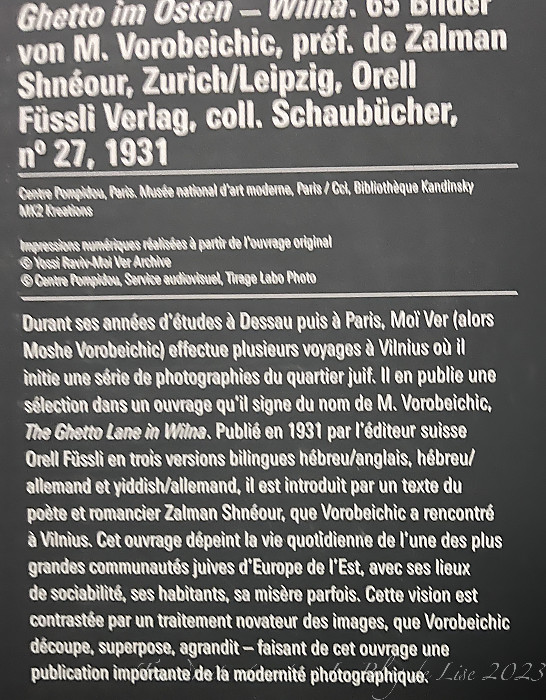 Ghetto im Osten – Wilna. 65 Bilder
von M. Vorobeichic, préf. de Zalman
Shnéour, Zurich/Leipzig, Orell
Füssli Verlag, coll. Schaubücher,
nº 27, 1931
Centre Pompidou, Paris. Musée national d'art moderne, Paris / Cci, Bibliothèque Kandinsky
MK2 Kreations
Impressions numériques réalisées à partir de l'ouvrage original
© Yossi Raviv-Moi Ver Archive
© Centre Pompidou, Service audiovisuel, Tirage Labo Photo
Durant ses années d'études à Dessau puis à Paris, Moï Ver (alors
Moshe Vorobeichic) effectue plusieurs voyages à Vilnius où il
initie une série de photographies du quartier juif. Il en publie une
sélection dans un ouvrage qu'il signe du nom de M. Vorobeichic,
The Ghetto Lane in Wilna. Publié en 1931 par l'éditeur suisse
Orell Füssli en trois versions bilingues hébreu/anglais, hébreu/
allemand et yiddish/allemand, il est introduit par un texte du
poète et romancier Zalman Shnéour, que Vorobeichic a rencontré
à Vilnius. Cet ouvrage dépeint la vie quotidienne de l'une des plus
grandes communautés juives d'Europe de l'Est, avec ses lieux
de sociabilité, ses habitants, sa misère parfois. Cette vision est
contrastée par un traitement novateur des images, que Vorobeichic
découpe, superpose, agrandit – faisant de cet ouvrage une
publication importante de la modernité photographique.
Lise 2023